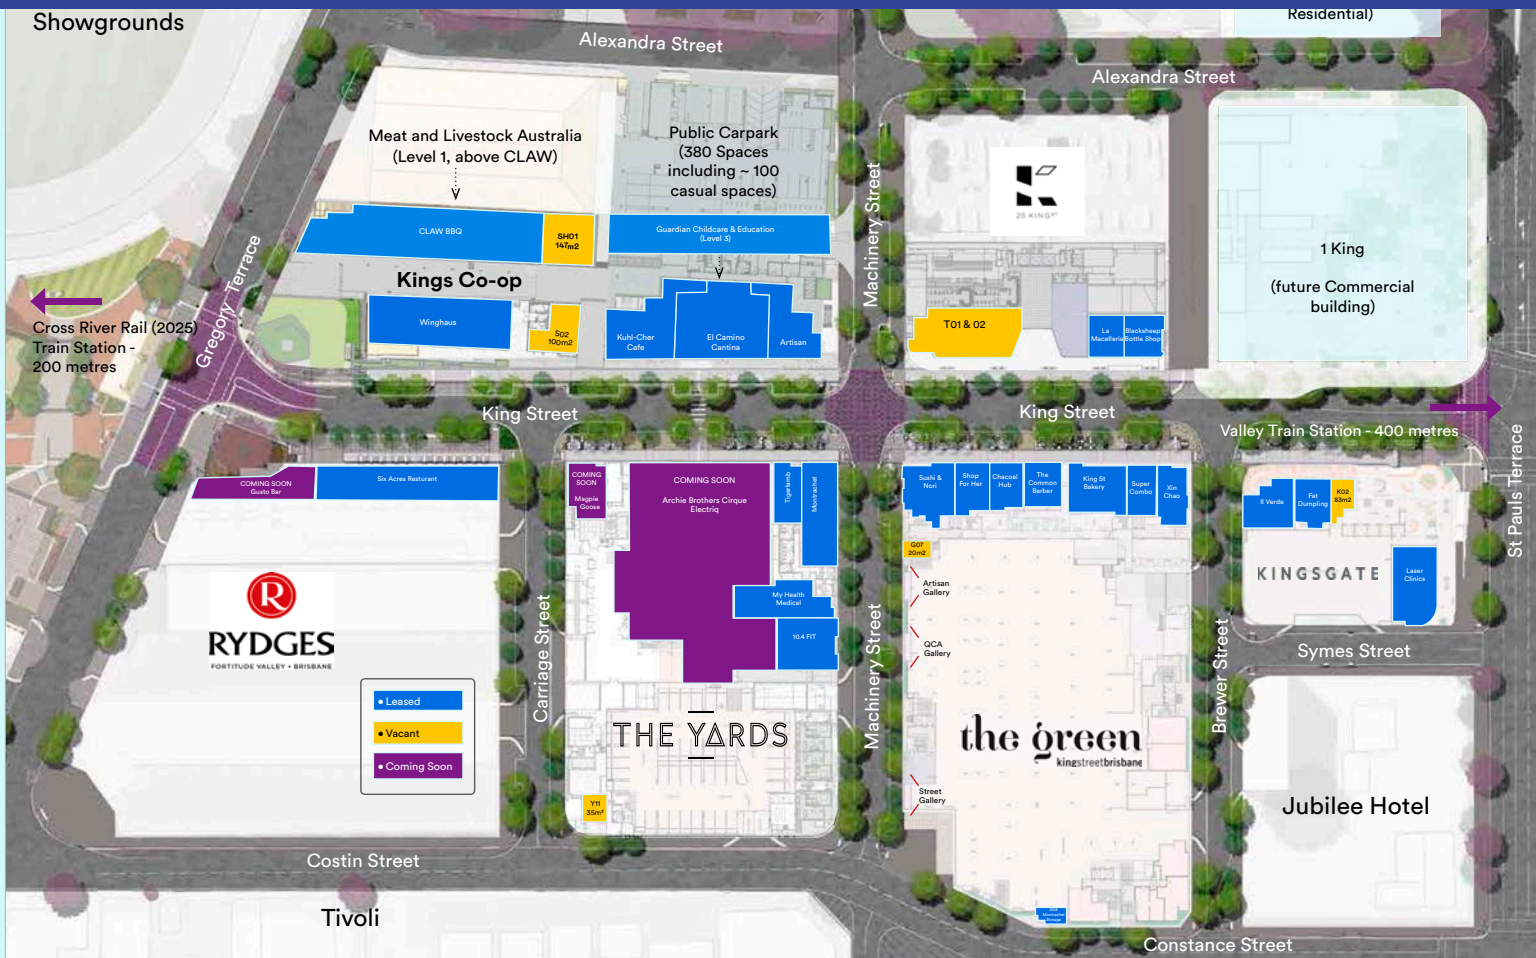 Showgrounds
Residential)
Alexandra Street
Alexandra Street
Meat and Livestock Australia
(Level 1, above CLAW)
Public Carpark
(380 Spaces
including ~ 100
casual spaces)
Machinery Street
25 KING ST
CLAW BBQ
SH01
147m2
Guardian Childcare & Education
(Level 3)
1 King
(future Commercial
building)
Kings Co-op
Gregory Terrace
Cross River Rail (2025)
Train Station -
200 metres
Winghaus
S02
100m2
Kuhl-Cher
Cafe
El Camino
Cantina
Artisan
T01 & 02
La
Macelleria
Blacksheep
Bottle Shop
King Street
King Street
Valley Train Station - 400 metres
St Pauls Terrace
COMING SOON
Gusto Bar
Six Acres Resturant
COMING
SOON
Magpie
Goose
COMING SOON
Archie Brothers Cirque
Electriq
Tigerlamb
Montrachet
Sushi &
Nori
Shop
For Her
Chacoal
Hub
The
Common
Barber
King St
Bakery
Super
Combo
Xin
Chao
Il Verde
Fat
Dumpling
K02
83m2
G07
20m2
KINGSGATE
Laser
Clinics
Artisan
Gallery
My Health
Medical
10.4 FIT
QCA
Gallery
Symes Street
R
RYDGES
FORTITUDE VALLEY • BRISBANE
Carriage Street
Machinery Street
Brewer Street
• Leased
• Vacant
• Coming Soon
THE YARDS
the green
kingstreetbrisbane
Street
Gallery
Y11
35m²
Jubilee Hotel
Costin Street
Tivoli
Montrachet
Storage
Constance Street